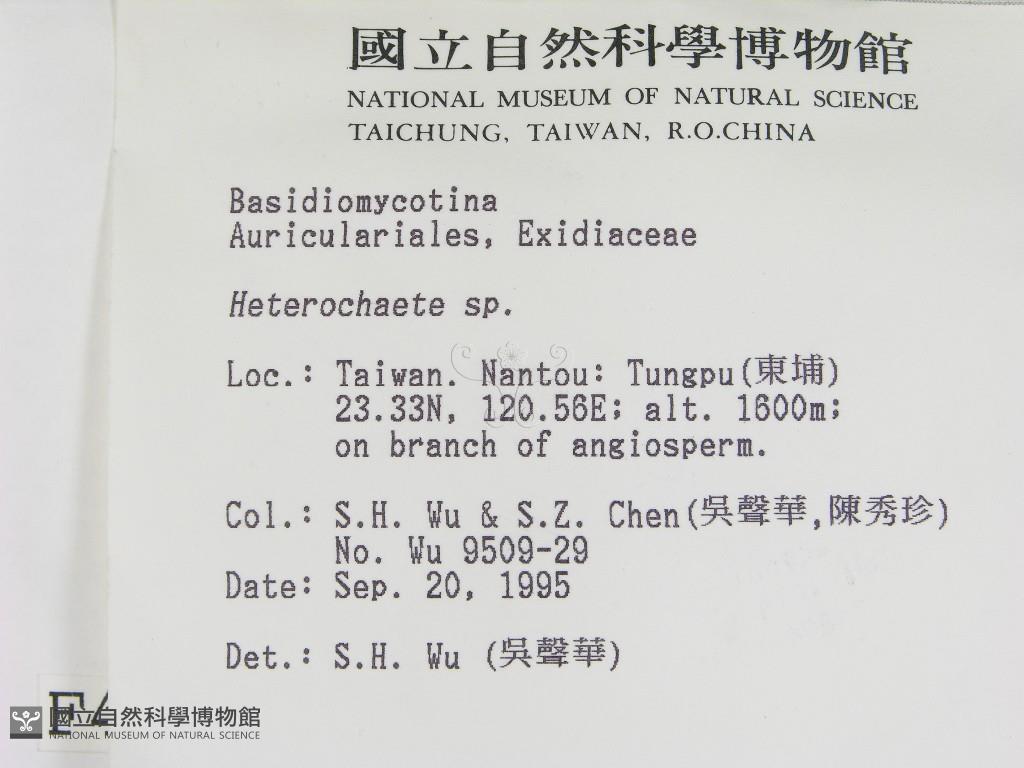 國立自然科學博物館
NATIONAL MUSEUM OF NATURAL SCIENCE
TAICHUNG, TAIWAN, R.O.CHINA
Basidiomycotina
Auriculariales, Exidiaceae
Heterochaete sp.
Loc.: Taiwan. Nantou: Tungpu(東埔)
23.33N, 120.56E; alt. 1600m;
on branch of angiosperm.
Col.: S.H. Wu & S.Z. Chen(吳聲華,陳秀珍)
No. Wu 9509-29
Date: Sep. 20, 1995
Det.: S.H. Wu (吳聲華)
國立自然科學博物館
NATIONAL MUSEUM OF NATURAL SCIENCE